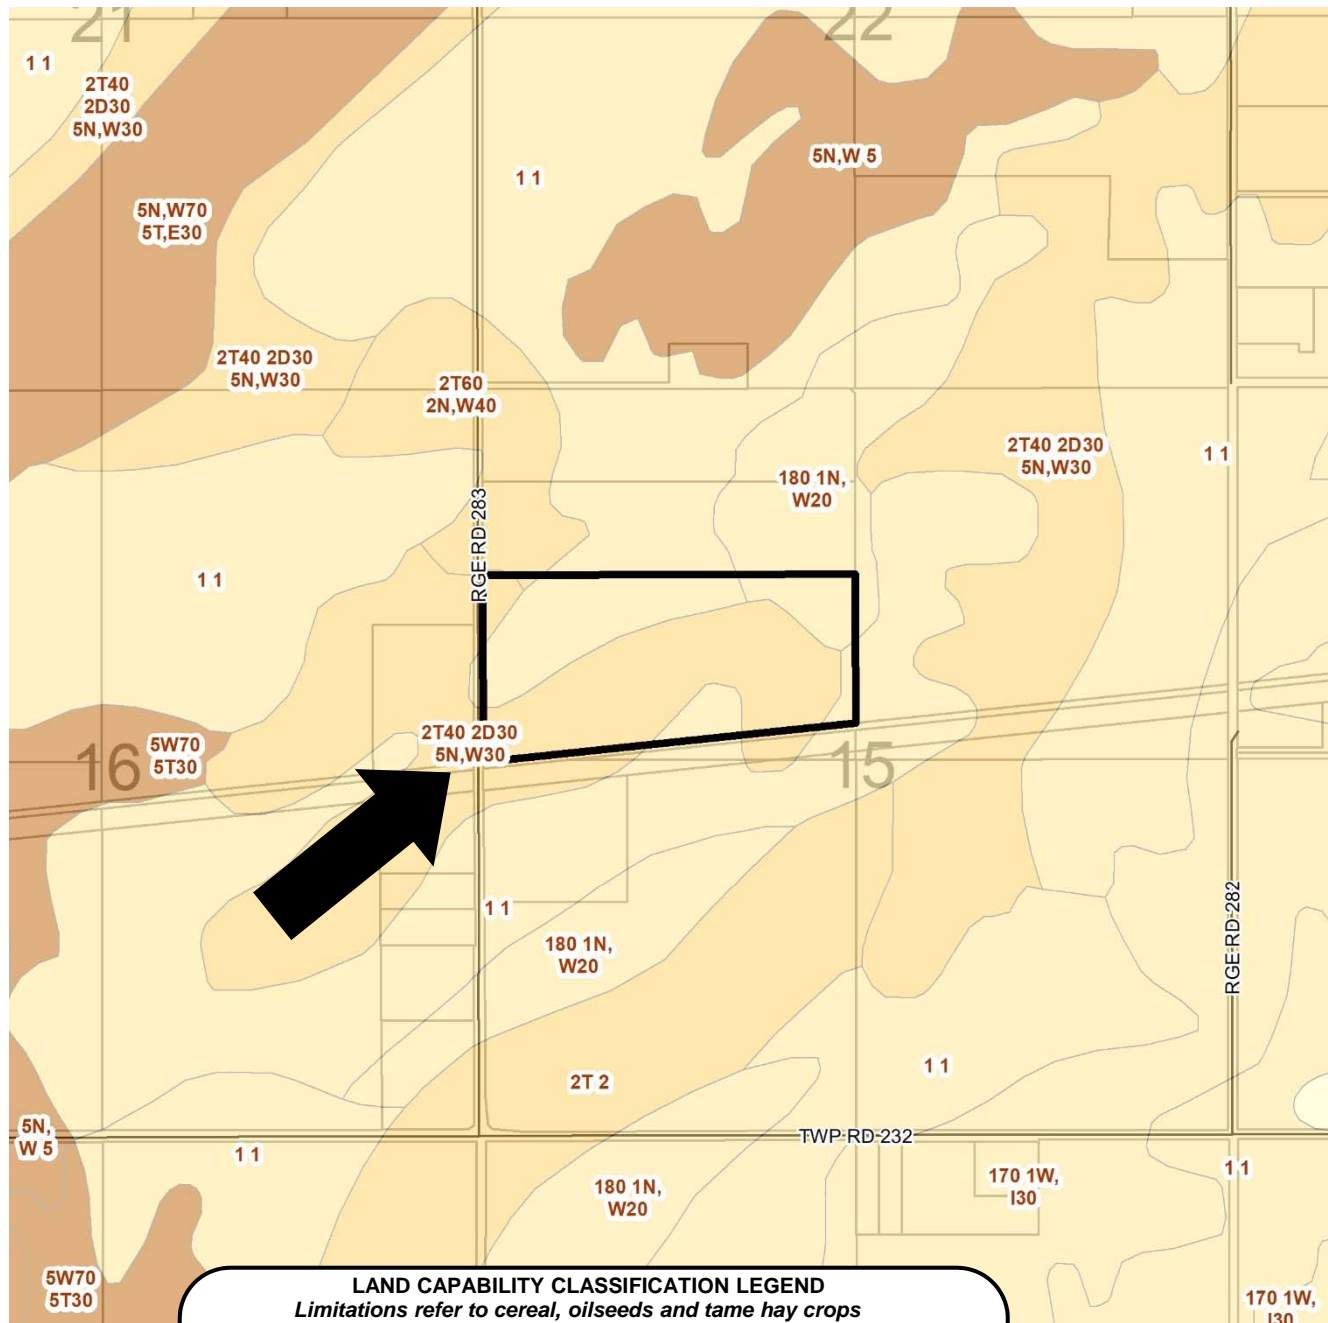 21
22
1 1
2T40
2D30
5N,W30
5N,W 5
1 1
5N,W70
5T,E30
2T40 2D30
5N,W30
2T60
2N,W40
2T40 2D30
5N,W30
1 1
180 1N,
W20
RGE RD 283
1 1
2T40 2D30
5N,W30
5W70
5T30
16
15
1 1
RGE RD 282
180 1N,
W20
1 1
2T 2
5N,
W 5
TWP RD 232
1 1
1 1
170 1W,
I30
180 1N,
W20
5W70
5T30
170 1W,
I30
LAND CAPABILITY CLASSIFICATION LEGEND
Limitations refer to cereal, oilseeds and tame hay crops